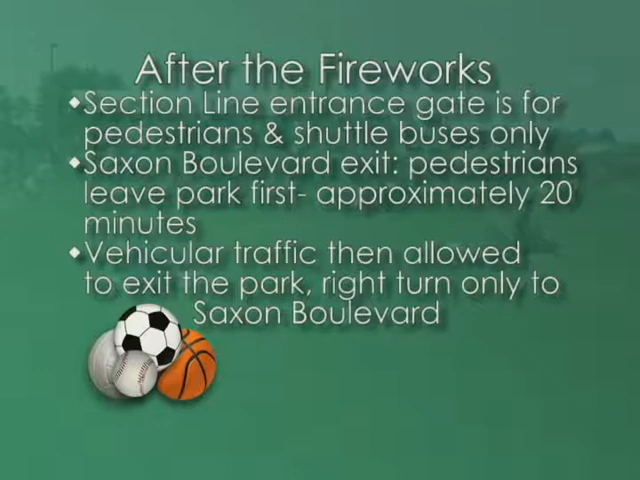 After the Fireworks
◆Section Line entrance gate is for
pedestrians & shuttle buses only
◆Saxon Boulevard exit: pedestrians
leave park first- approximately 20
minutes
◆Vehicular traffic then allowed
to exit the park, right turn only to
Saxon Boulevard